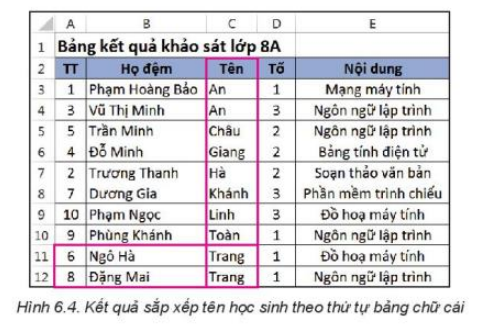 A B C D E
1 Bảng kết quả khảo sát lớp 8A
2 TT Họ đệm Tên Tổ Nội dung
3 1 Phạm Hoàng Bảo An 1 Mạng máy tính
4 3 Vũ Thị Minh An 3 Ngôn ngữ lập trình
5 5 Trần Minh Châu 2 Ngôn ngữ lập trình
6 4 Đỗ Minh Giang 2 Bảng tính điện tử
7 2 Trương Thanh Hà 2 Soạn thảo văn bản
8 7 Dương Gia Khánh 3 Phần mềm trình chiếu
9 10 Phạm Ngọc Linh 3 Đồ hoạ máy tính
10 9 Phùng Khánh Toàn 1 Ngôn ngữ lập trình
11 6 Ngô Hà Trang 1 Đồ hoạ máy tính
12 8 Đặng Mai Trang 1 Ngôn ngữ lập trình
Hình 6.4. Kết quả sắp xếp tên học sinh theo thứ tự bảng chữ cái